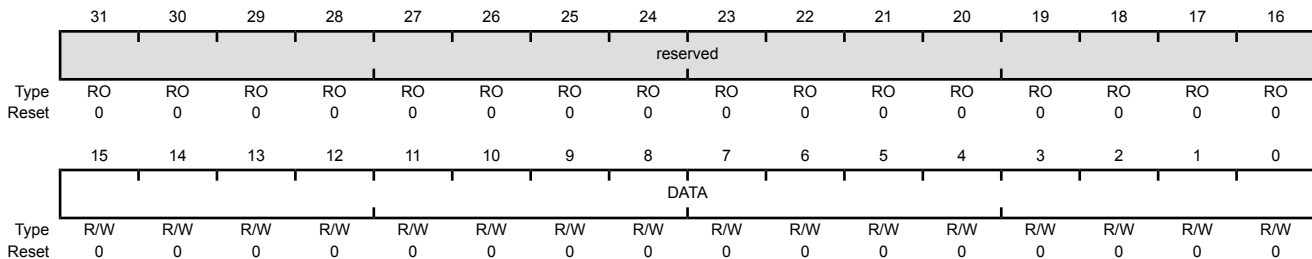 31 30 29 28 27 26 25 24 23 22 21 20 19 18 17 16
reserved
Type RO RO RO RO RO RO RO RO RO RO RO RO RO RO RO RO
Reset 0 0 0 0 0 0 0 0 0 0 0 0 0 0 0 0
15 14 13 12 11 10 9 8 7 6 5 4 3 2 1 0
DATA
Type R/W R/W R/W R/W R/W R/W R/W R/W R/W R/W R/W R/W R/W R/W R/W R/W
Reset 0 0 0 0 0 0 0 0 0 0 0 0 0 0 0 0